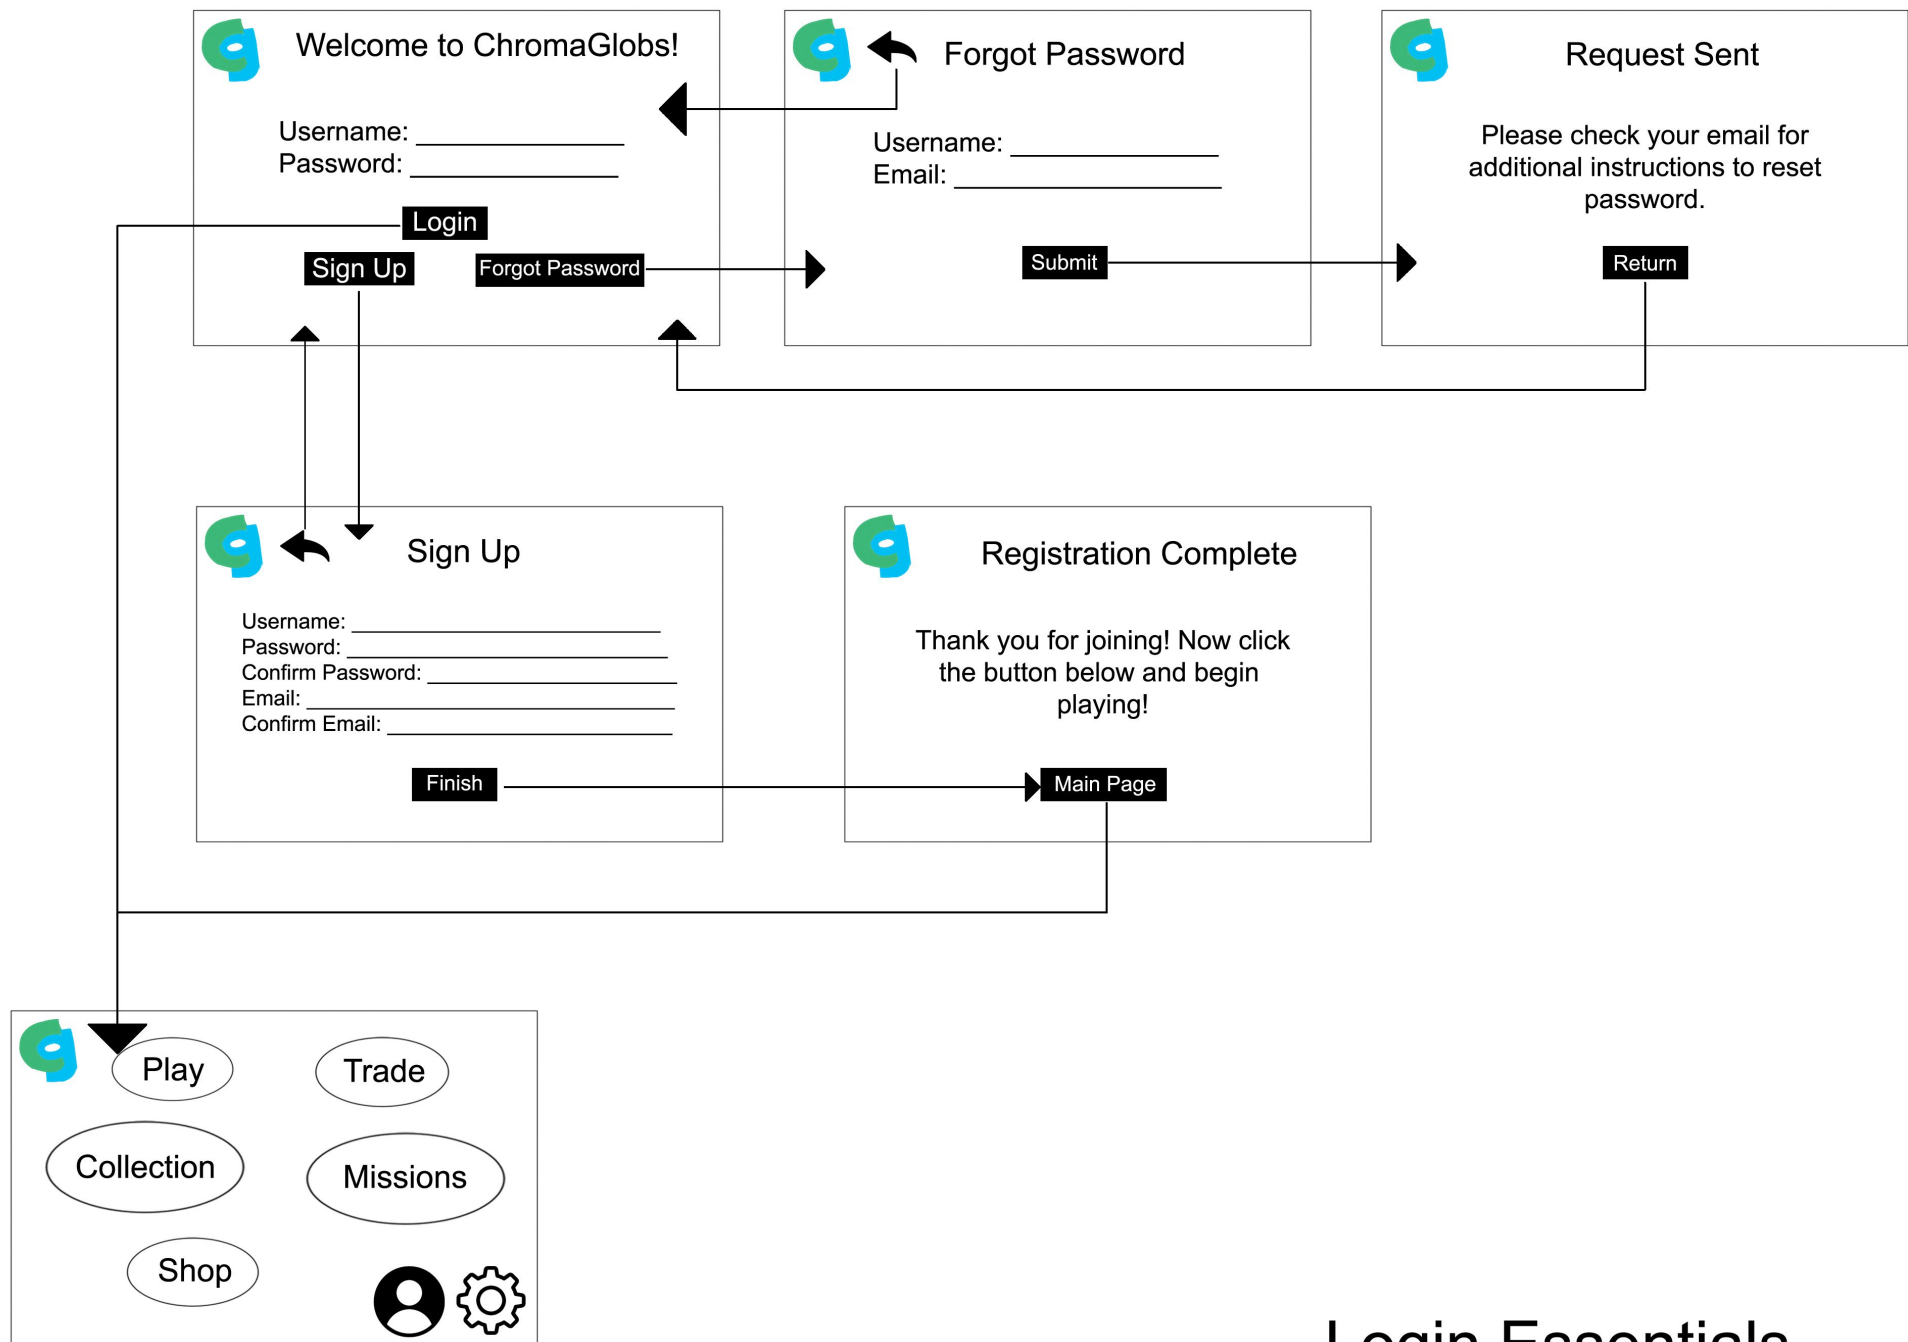 Welcome to ChromaGlobs!
Username:
Password:
Login
Sign Up
Forgot Password
Forgot Password
Username:
Email:
Submit
Request Sent
Please check your email for
additional instructions to reset
password.
Return
Sign Up
Username:
Password:
Confirm Password:
Email:
Confirm Email:
Finish
Registration Complete
Thank you for joining! Now click
the button below and begin
playing!
Main Page
Play
Trade
Collection
Missions
Shop
Login Essentials